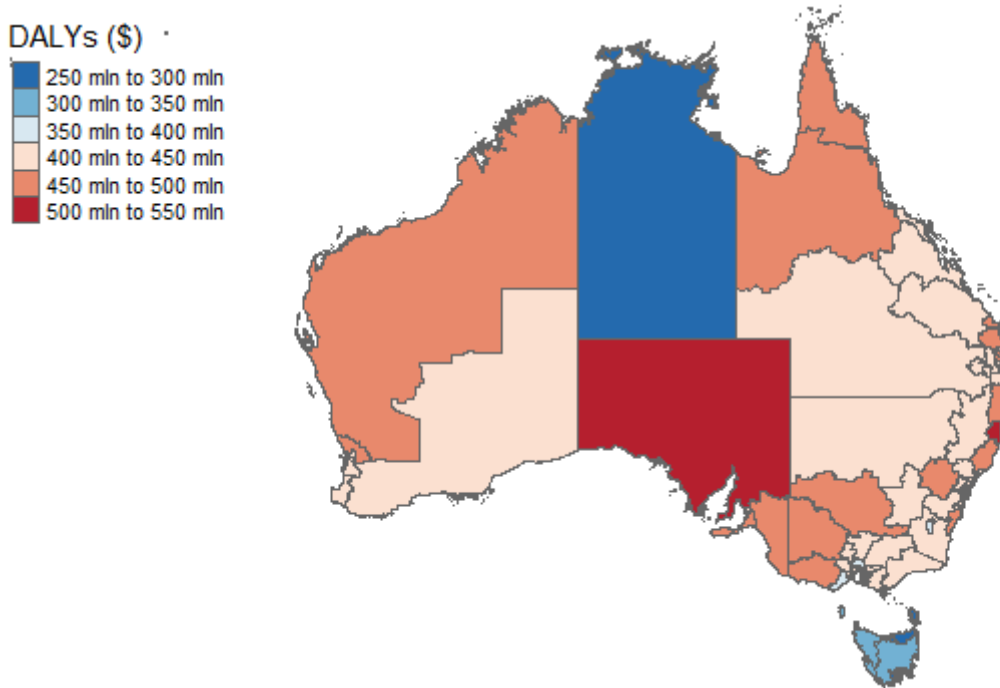 DALYs ($)
250 mln to 300 mln
300 mln to 350 mln
350 mln to 400 mln
400 mln to 450 mln
450 mln to 500 mln
500 mln to 550 mln